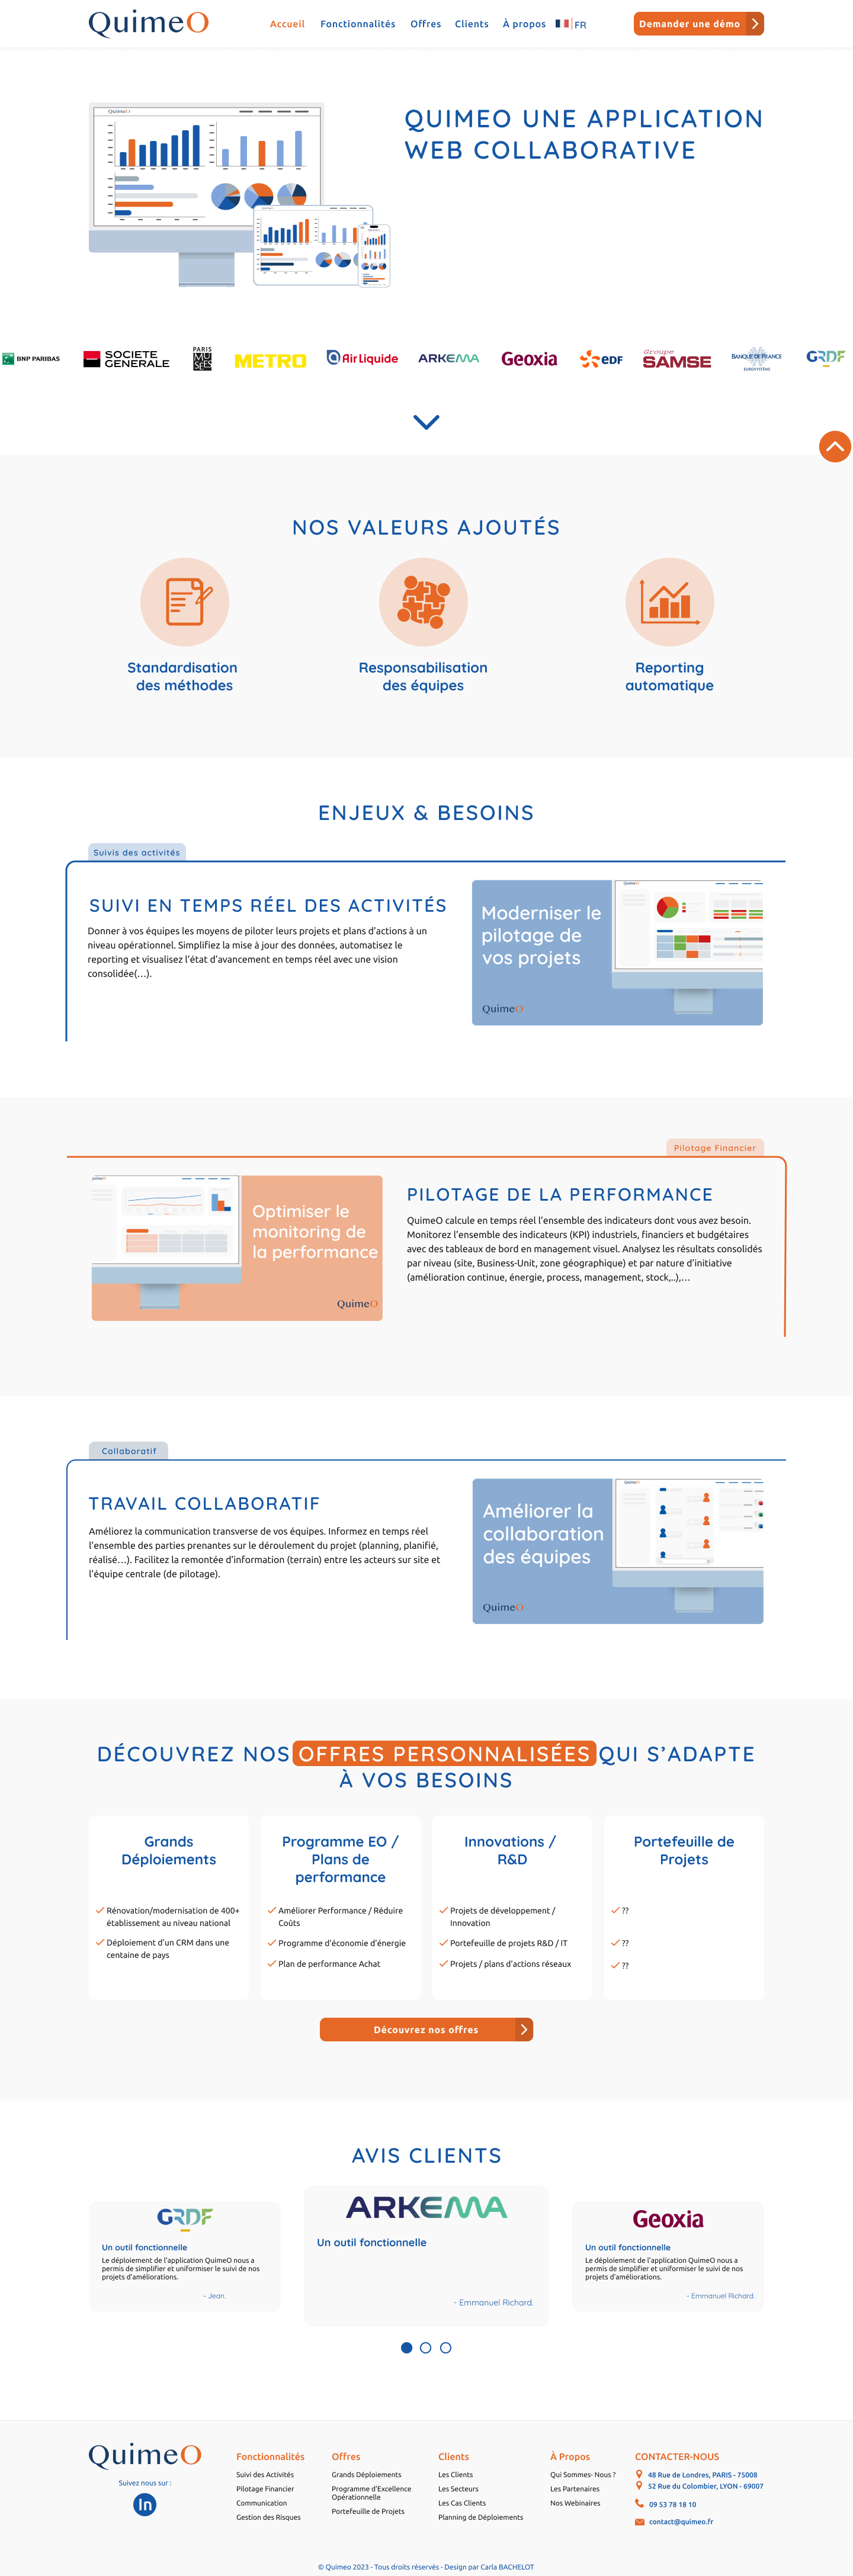 QuimeO
Accueil Fonctionnalités Offres Clients À propos FR
Demander une démo
QuimeO
QUIMEO UNE APPLICATION
WEB COLLABORATIVE
BNP PARIBAS
SOCIETE
GENERALE
PARIS
MUSÉES
METRO
Air Liquide
ARKEMA
Geoxia
EDF
Groupe
SAMSE
BANQUE DE FRANCE
EUROSYSTÈME
GRDF
NOS VALEURS AJOUTÉS
Standardisation
des méthodes
Responsabilisation
des équipes
Reporting
automatique
ENJEUX & BESOINS
Suivis des activités
SUIVI EN TEMPS RÉEL DES ACTIVITÉS
Donner à vos équipes les moyens de piloter leurs projets et plans d’actions à un
niveau opérationnel. Simplifiez la mise à jour des données, automatisez le
reporting et visualisez l’état d’avancement en temps réel avec une vision
consolidée(…).
Moderniser le
pilotage de
vos projets
QuimeO
QuimeO
Pilotage Financier
Optimiser le
monitoring de
la performance
QuimeO
PILOTAGE DE LA PERFORMANCE
QuimeO calcule en temps réel l’ensemble des indicateurs dont vous avez besoin.
Monitorez l’ensemble des indicateurs (KPI) industriels, financiers et budgétaires
avec des tableaux de bord en management visuel. Analysez les résultats consolidés
par niveau (site, Business-Unit, zone géographique) et par nature d’initiative
(amélioration continue, énergie, process, management, stock,..),…
Collaboratif
TRAVAIL COLLABORATIF
Améliorez la communication transverse de vos équipes. Informez en temps réel
l’ensemble des parties prenantes sur le déroulement du projet (planning, planifié,
réalisé…). Facilitez la remontée d’information (terrain) entre les acteurs sur site et
l’équipe centrale (de pilotage).
Améliorer la
collaboration
des équipes
QuimeO
QuimeO
DÉCOUVREZ NOS OFFRES PERSONNALISÉES QUI S’ADAPTE
À VOS BESOINS
Grands
Déploiements
Rénovation/modernisation de 400+
établissement au niveau national
Déploiement d’un CRM dans une
centaine de pays
Programme EO /
Plans de
performance
Améliorer Performance / Réduire
Coûts
Programme d’économie d’énergie
Plan de performance Achat
Innovations /
R&D
Projets de développement /
Innovation
Portefeuille de projets R&D / IT
Projets / plans d’actions réseaux
Portefeuille de
Projets
??
??
??
Découvrez nos offres
AVIS CLIENTS
GRDF
Un outil fonctionnelle
Le déploiement de l’application QuimeO nous a
permis de simplifier et uniformiser le suivi de nos
projets d’améliorations.
- Jean.
ARKEMA
Un outil fonctionnelle
- Emmanuel Richard.
Geoxia
Un outil fonctionnelle
Le déploiement de l’application QuimeO nous a
permis de simplifier et uniformiser le suivi de nos
projets d’améliorations.
- Emmanuel Richard.
QuimeO
Suivez nous sur :
In
Fonctionnalités
Suivi des Activités
Pilotage Financier
Communication
Gestion des Risques
Offres
Grands Déploiements
Programme d’Excellence
Opérationnelle
Portefeuille de Projets
Clients
Les Clients
Les Secteurs
Les Cas Clients
Planning de Déploiements
À Propos
Qui Sommes- Nous ?
Les Partenaires
Nos Webinaires
CONTACTER-NOUS
48 Rue de Londres, PARIS - 75008
52 Rue du Colombier, LYON - 69007
09 53 78 18 10
contact@quimeo.fr
© Quimeo 2023 - Tous droits réservés - Design par Carla BACHELOT